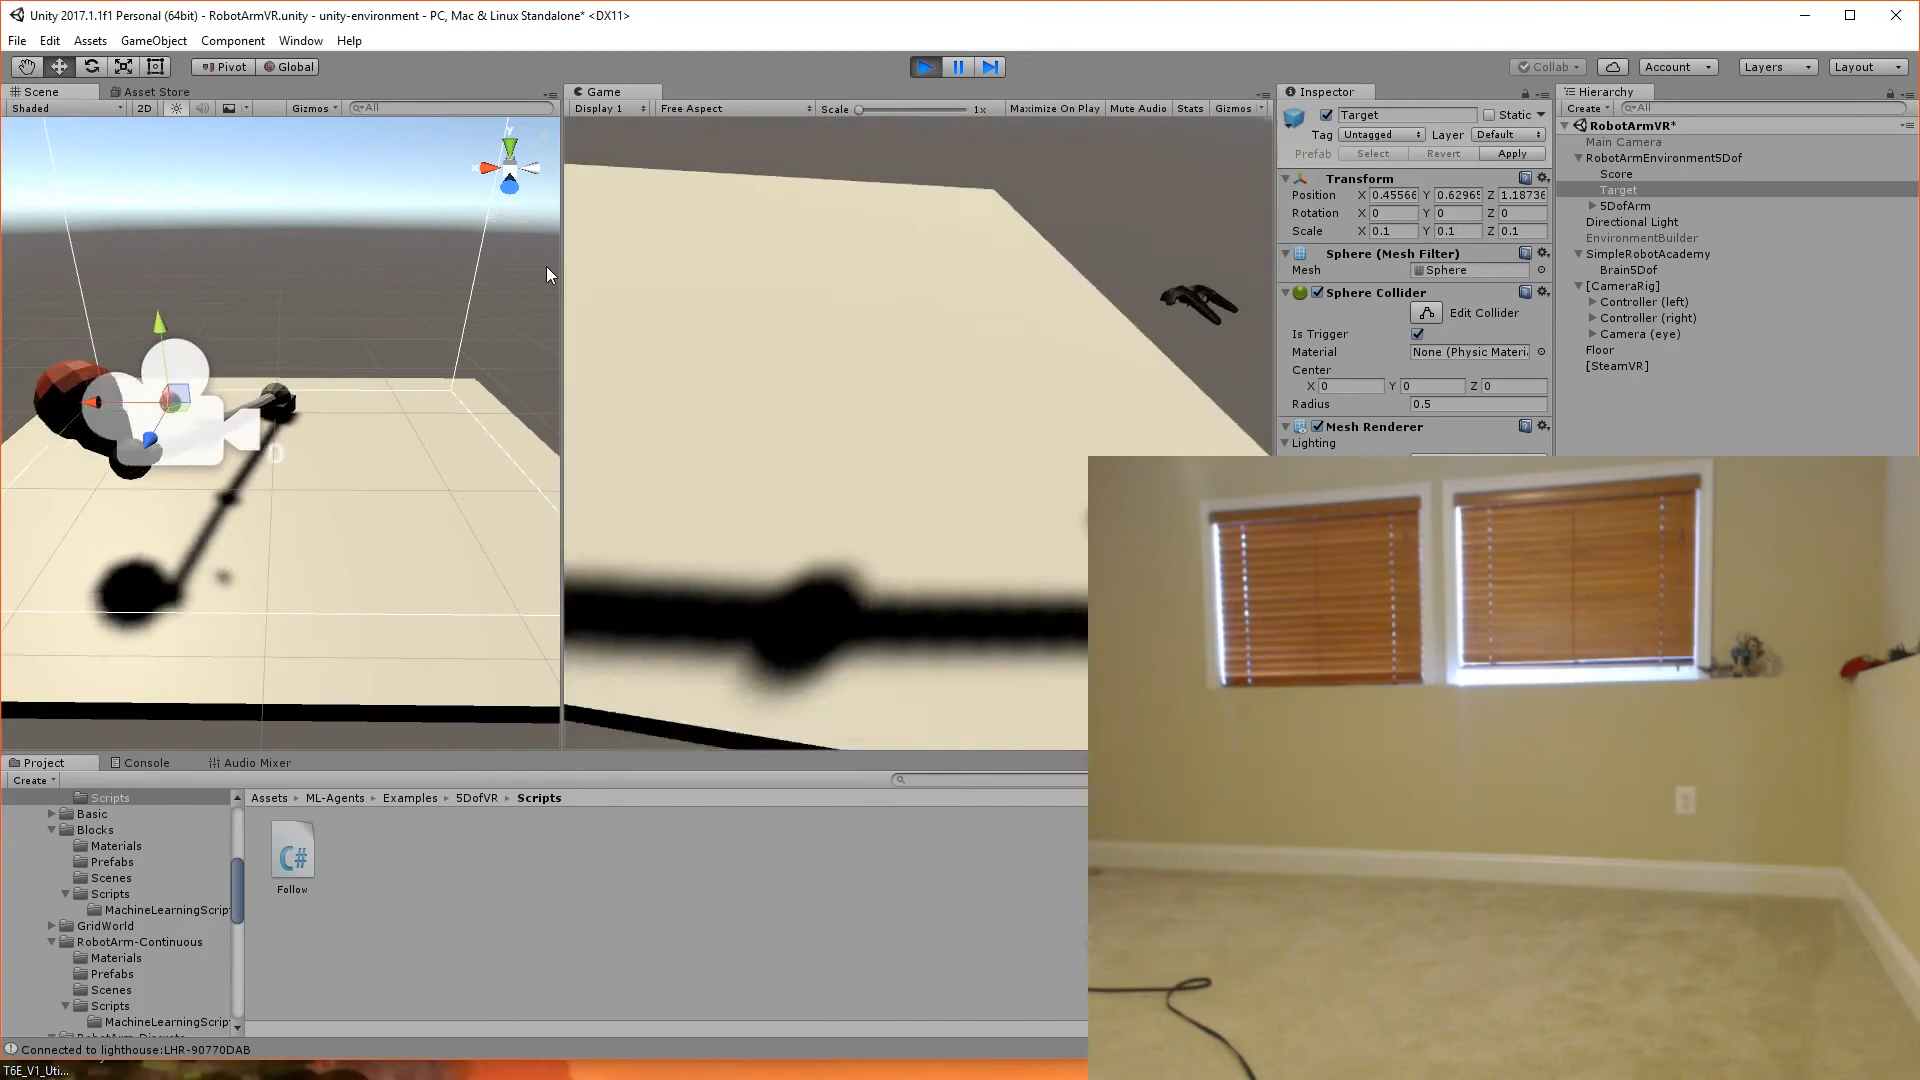 Unity 2017.1.1f1 Personal (64bit) - RobotArmVR.unity - unity-environment - PC, Mac & Linux Standalone* <DX11>
File Edit Assets GameObject Component Window Help
Pivot Global Collab Account Layers Layout
Scene Asset Store Game Inspector Hierarchy
Shaded 2D Gizmos All Display 1 Free Aspect Scale 1x Maximize On Play Mute Audio Stats Gizmos
Create All
Target Static
Tag Untagged Layer Default
Prefab Select Revert Apply
Transform
Position X 0.45566 Y 0.62965 Z 1.18736
Rotation X 0 Y 0 Z 0
Scale X 0.1 Y 0.1 Z 0.1
Sphere (Mesh Filter)
Mesh Sphere
Sphere Collider
Edit Collider
Is Trigger
Material None (Physic Materi
Center
X 0 Y 0 Z 0
Radius 0.5
Mesh Renderer
Lighting
RobotArmVR*
Main Camera
RobotArmEnvironment5Dof
Score
Target
5DofArm
Directional Light
EnvironmentBuilder
SimpleRobotAcademy
Brain5Dof
[CameraRig]
Controller (left)
Controller (right)
Camera (eye)
Floor
[SteamVR]
y
x
Project Console Audio Mixer
Create
Scripts
Basic
Blocks
Materials
Prefabs
Scenes
Scripts
MachineLearningScrip
GridWorld
RobotArm-Continuous
Materials
Prefabs
Scenes
Scripts
MachineLearningScrip
Assets ML-Agents Examples 5DofVR Scripts
C#
Follow
Connected to lighthouse:LHR-90770DAB
T6E_V1_Uti...